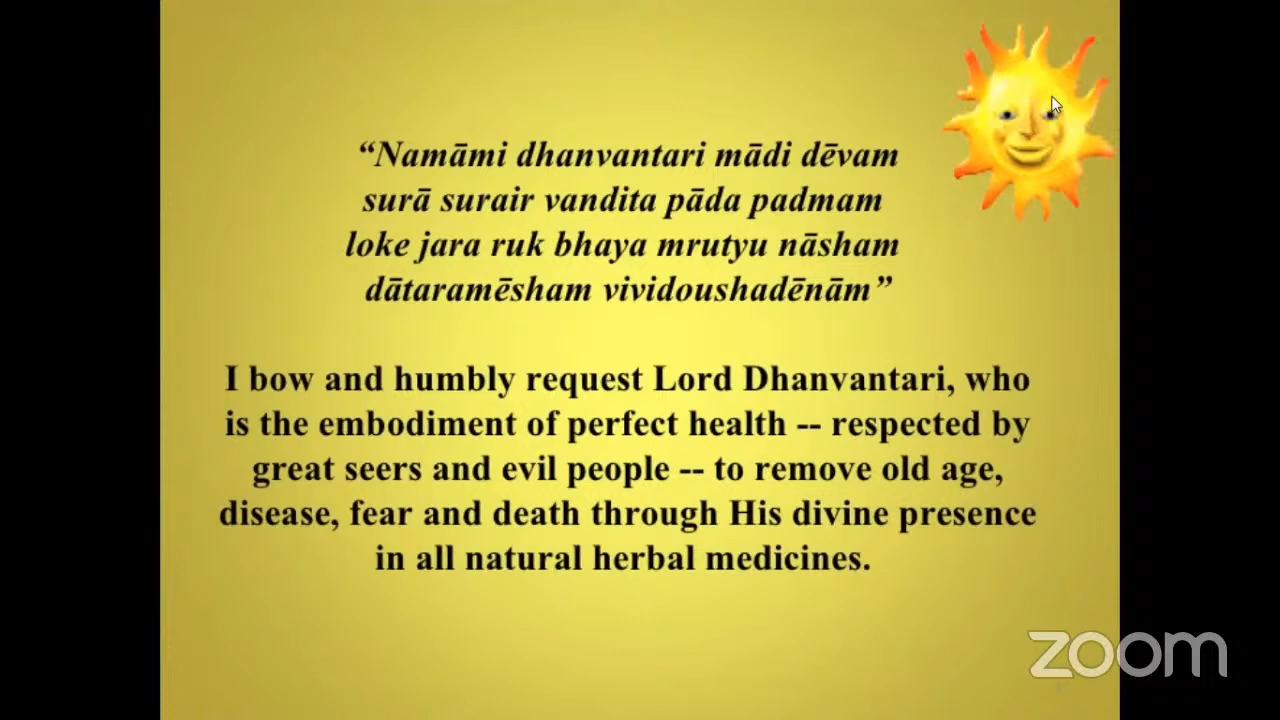 “Namāmi dhanvantari mādi dēvam
surā surair vandita pāda padmam
loke jara ruk bhaya mrutyu nāsham
dātaramēsham vividoushadēnām”
I bow and humbly request Lord Dhanvantari, who
is the embodiment of perfect health -- respected by
great seers and evil people -- to remove old age,
disease, fear and death through His divine presence
in all natural herbal medicines.
zoom